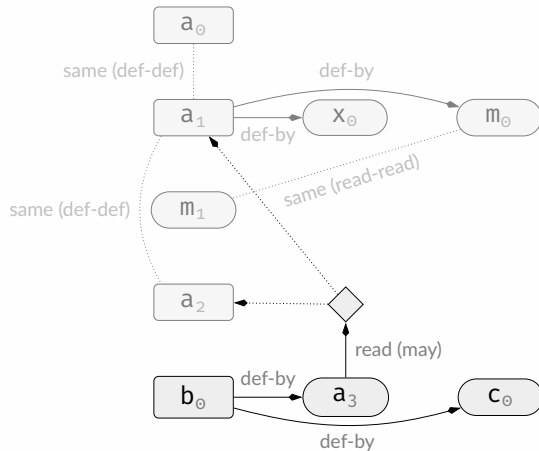 a₀
same (def-def)
def-by
a₁
x₀
m₀
def-by
same (read-read)
same (def-def)
m₁
a₂
read (may)
def-by
b₀
a₃
c₀
def-by